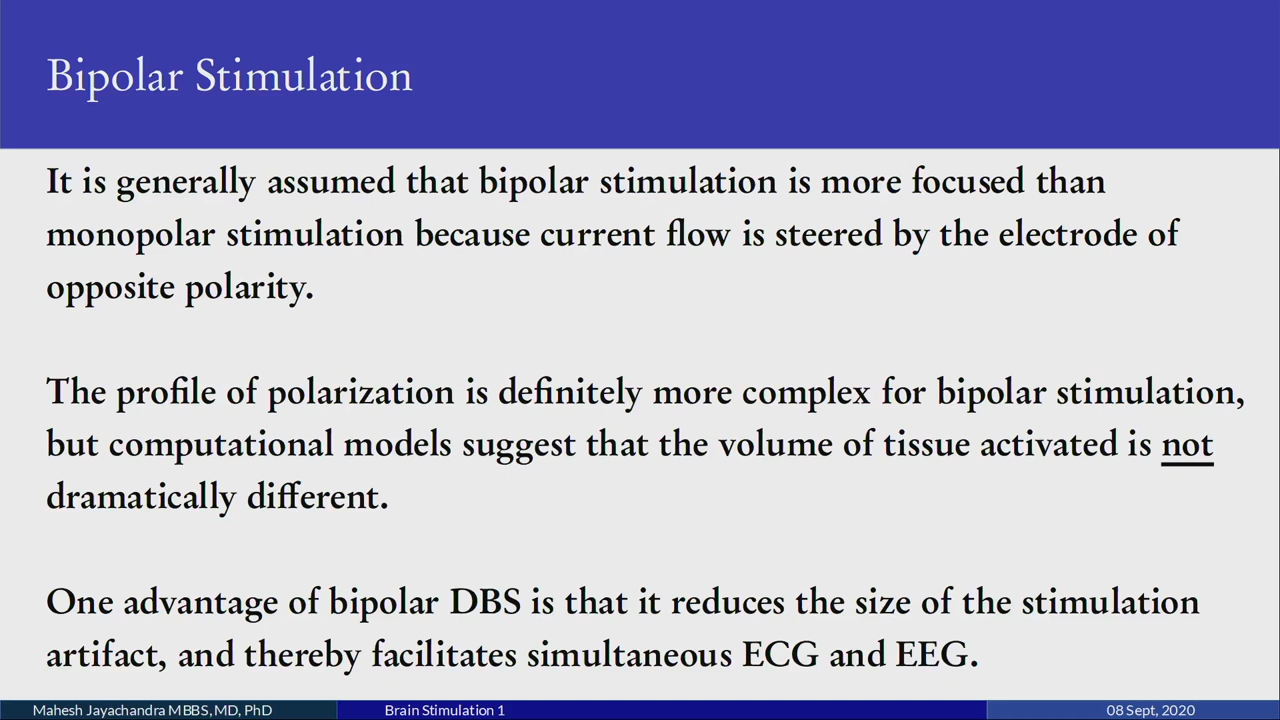 Bipolar Stimulation
It is generally assumed that bipolar stimulation is more focused than
monopolar stimulation because current flow is steered by the electrode of
opposite polarity.
The profile of polarization is definitely more complex for bipolar stimulation,
but computational models suggest that the volume of tissue activated is not
dramatically different.
One advantage of bipolar DBS is that it reduces the size of the stimulation
artifact, and thereby facilitates simultaneous ECG and EEG.
Mahesh Jayachandra MBBS, MD, PhD
Brain Stimulation 1
08 Sept, 2020